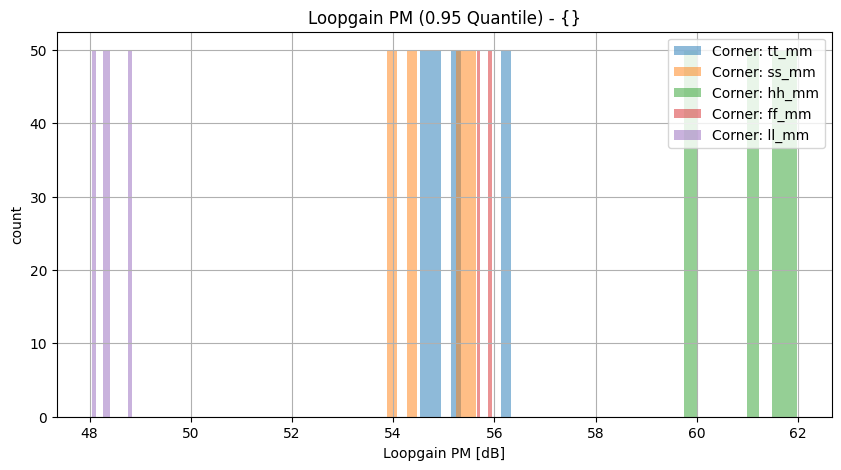 Loopgain PM (0.95 Quantile) - {}
50
40
30
20
10
0
count
Corner: tt_mm
Corner: ss_mm
Corner: hh_mm
Corner: ff_mm
Corner: ll_mm
48 50 52 54 56 58 60 62
Loopgain PM [dB]